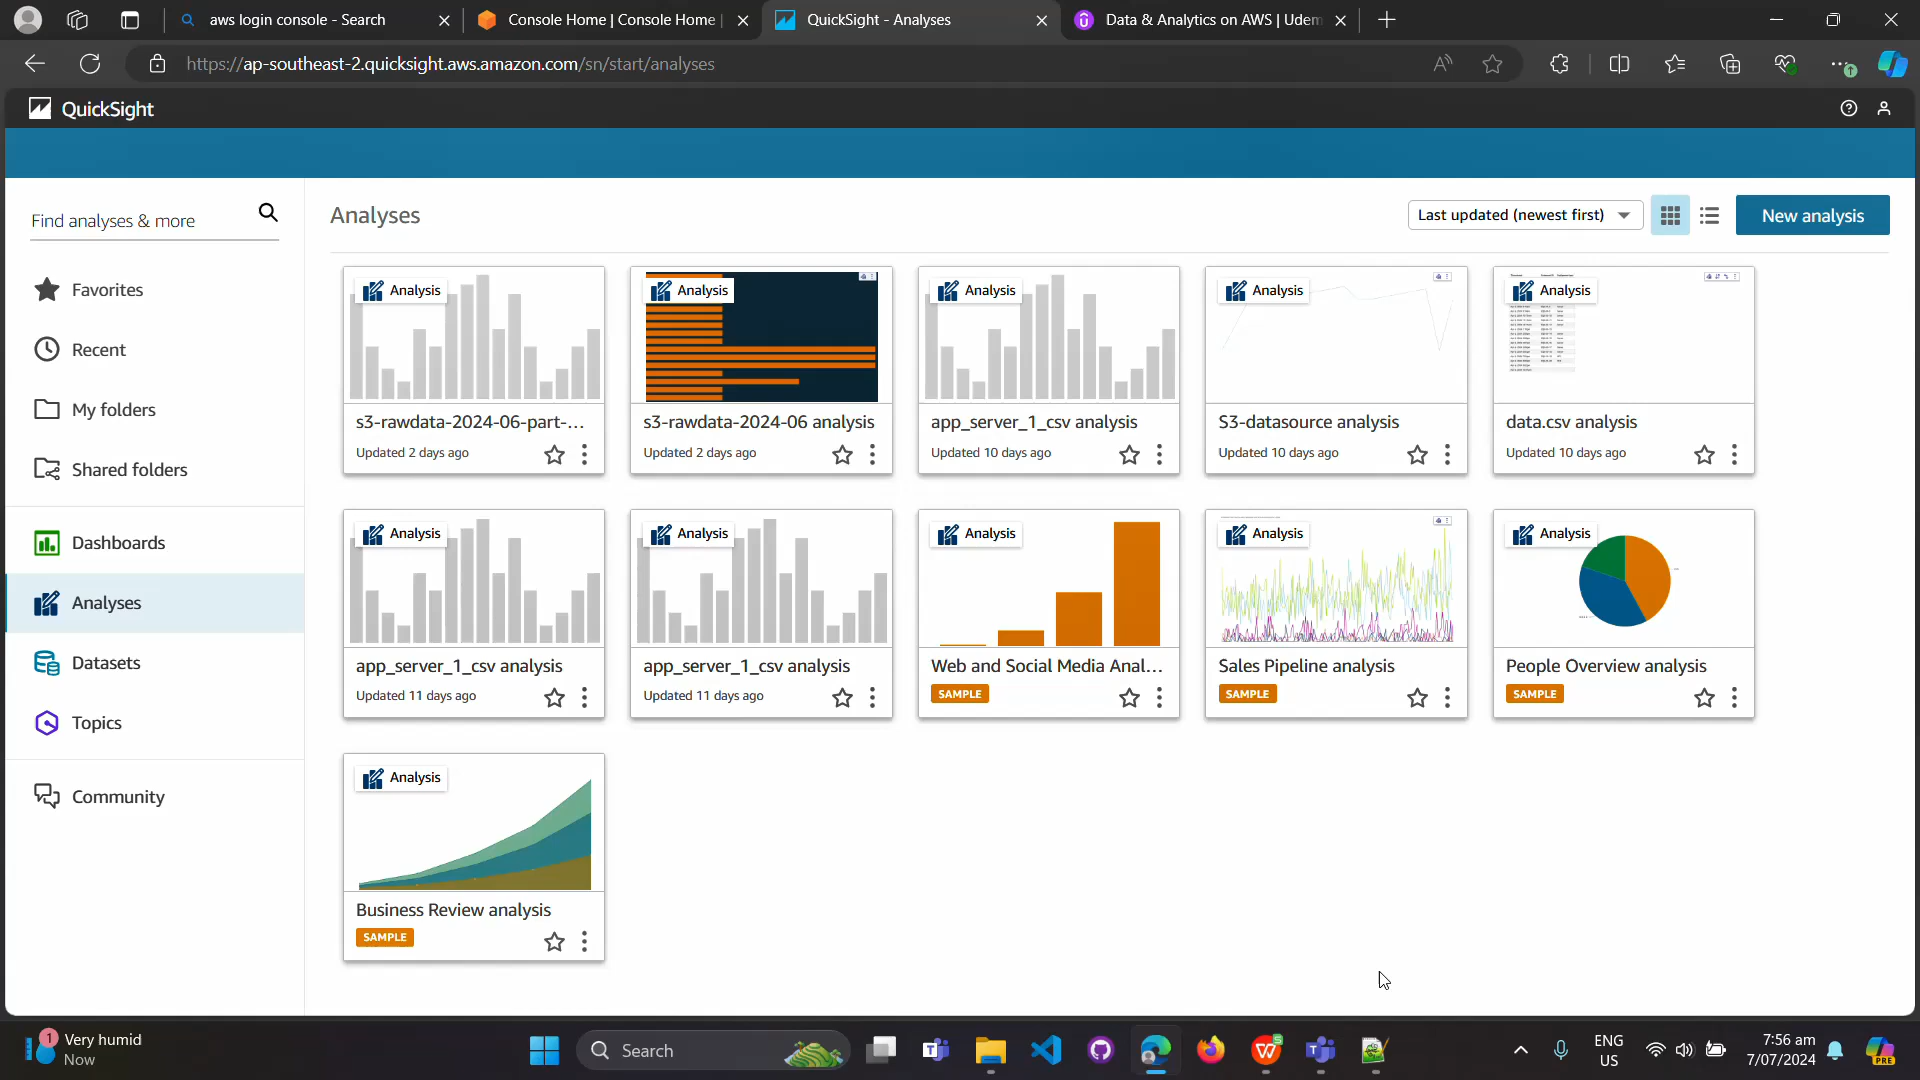 aws login console - Search
Console Home | Console Home |
QuickSight - Analyses
Data & Analytics on AWS | Udem
https://ap-southeast-2.quicksight.aws.amazon.com/sn/start/analyses
QuickSight
Find analyses & more
Favorites
Recent
My folders
Shared folders
Dashboards
Analyses
Datasets
Topics
Community
Analyses
Last updated (newest first)
New analysis
Analysis
s3-rawdata-2024-06-part-...
Updated 2 days ago
Analysis
s3-rawdata-2024-06 analysis
Updated 2 days ago
Analysis
app_server_1_csv analysis
Updated 10 days ago
Analysis
S3-datasource analysis
Updated 10 days ago
Analysis
data.csv analysis
Updated 10 days ago
Analysis
app_server_1_csv analysis
Updated 11 days ago
Analysis
app_server_1_csv analysis
Updated 11 days ago
Analysis
Web and Social Media Anal...
SAMPLE
Analysis
Sales Pipeline analysis
SAMPLE
Analysis
People Overview analysis
SAMPLE
Analysis
Business Review analysis
SAMPLE
1
Very humid
Now
Search
ENG
US
7:56 am
7/07/2024
PRE